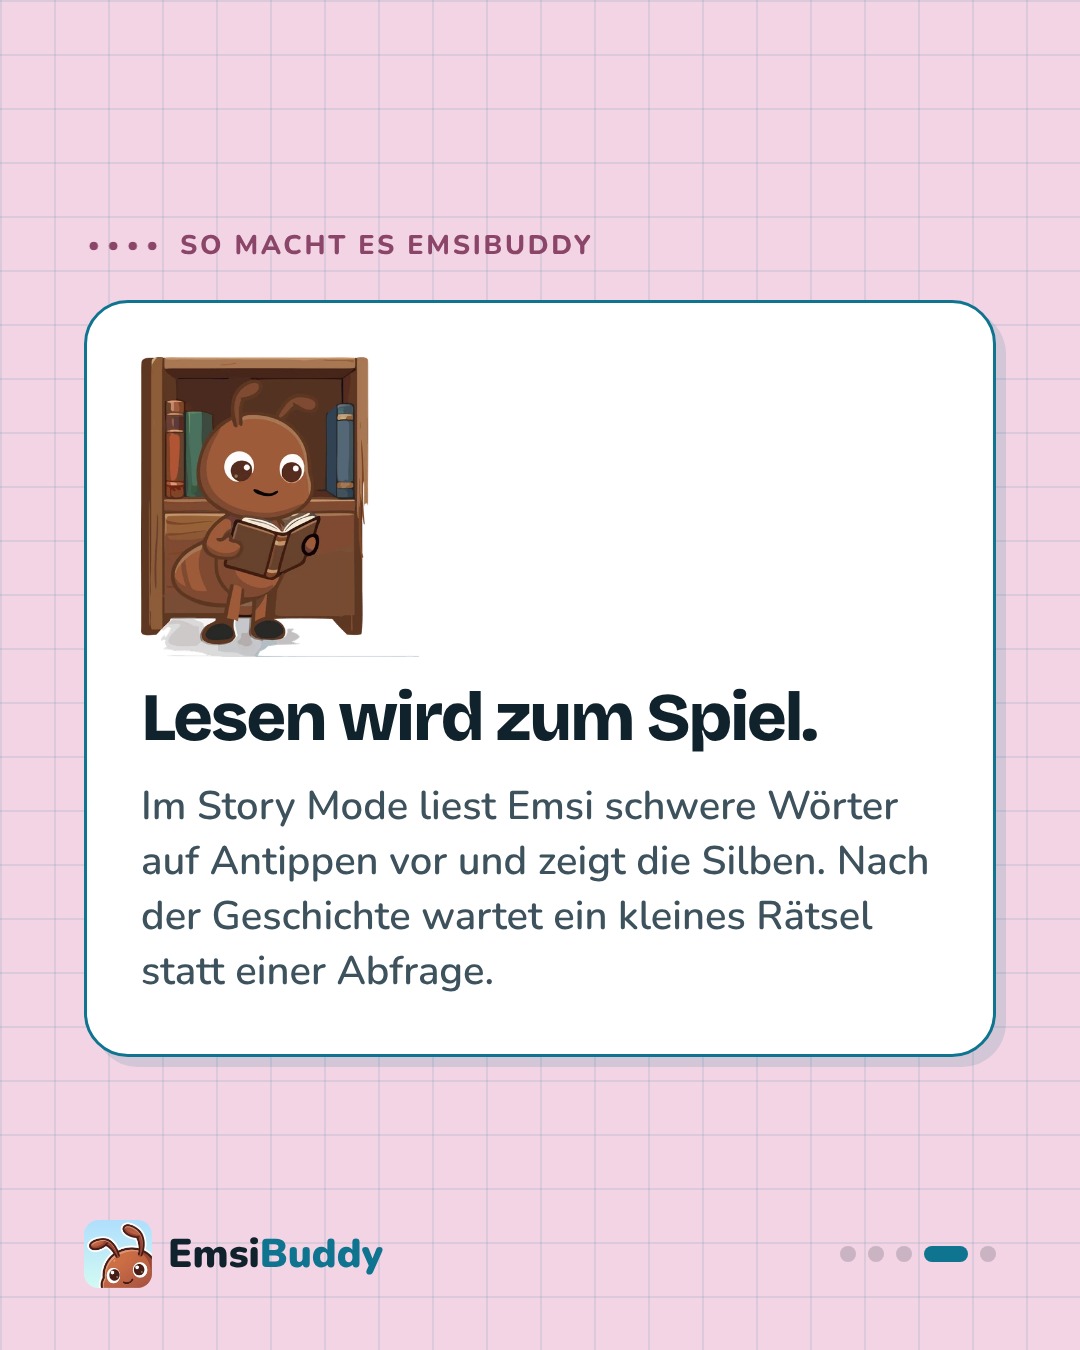 SO MACHT ES EMSIBUDDY
Lesen wird zum Spiel.
Im Story Mode liest Emsi schwere Wörter
auf Antippen vor und zeigt die Silben. Nach
der Geschichte wartet ein kleines Rätsel
statt einer Abfrage.
EmsiBuddy